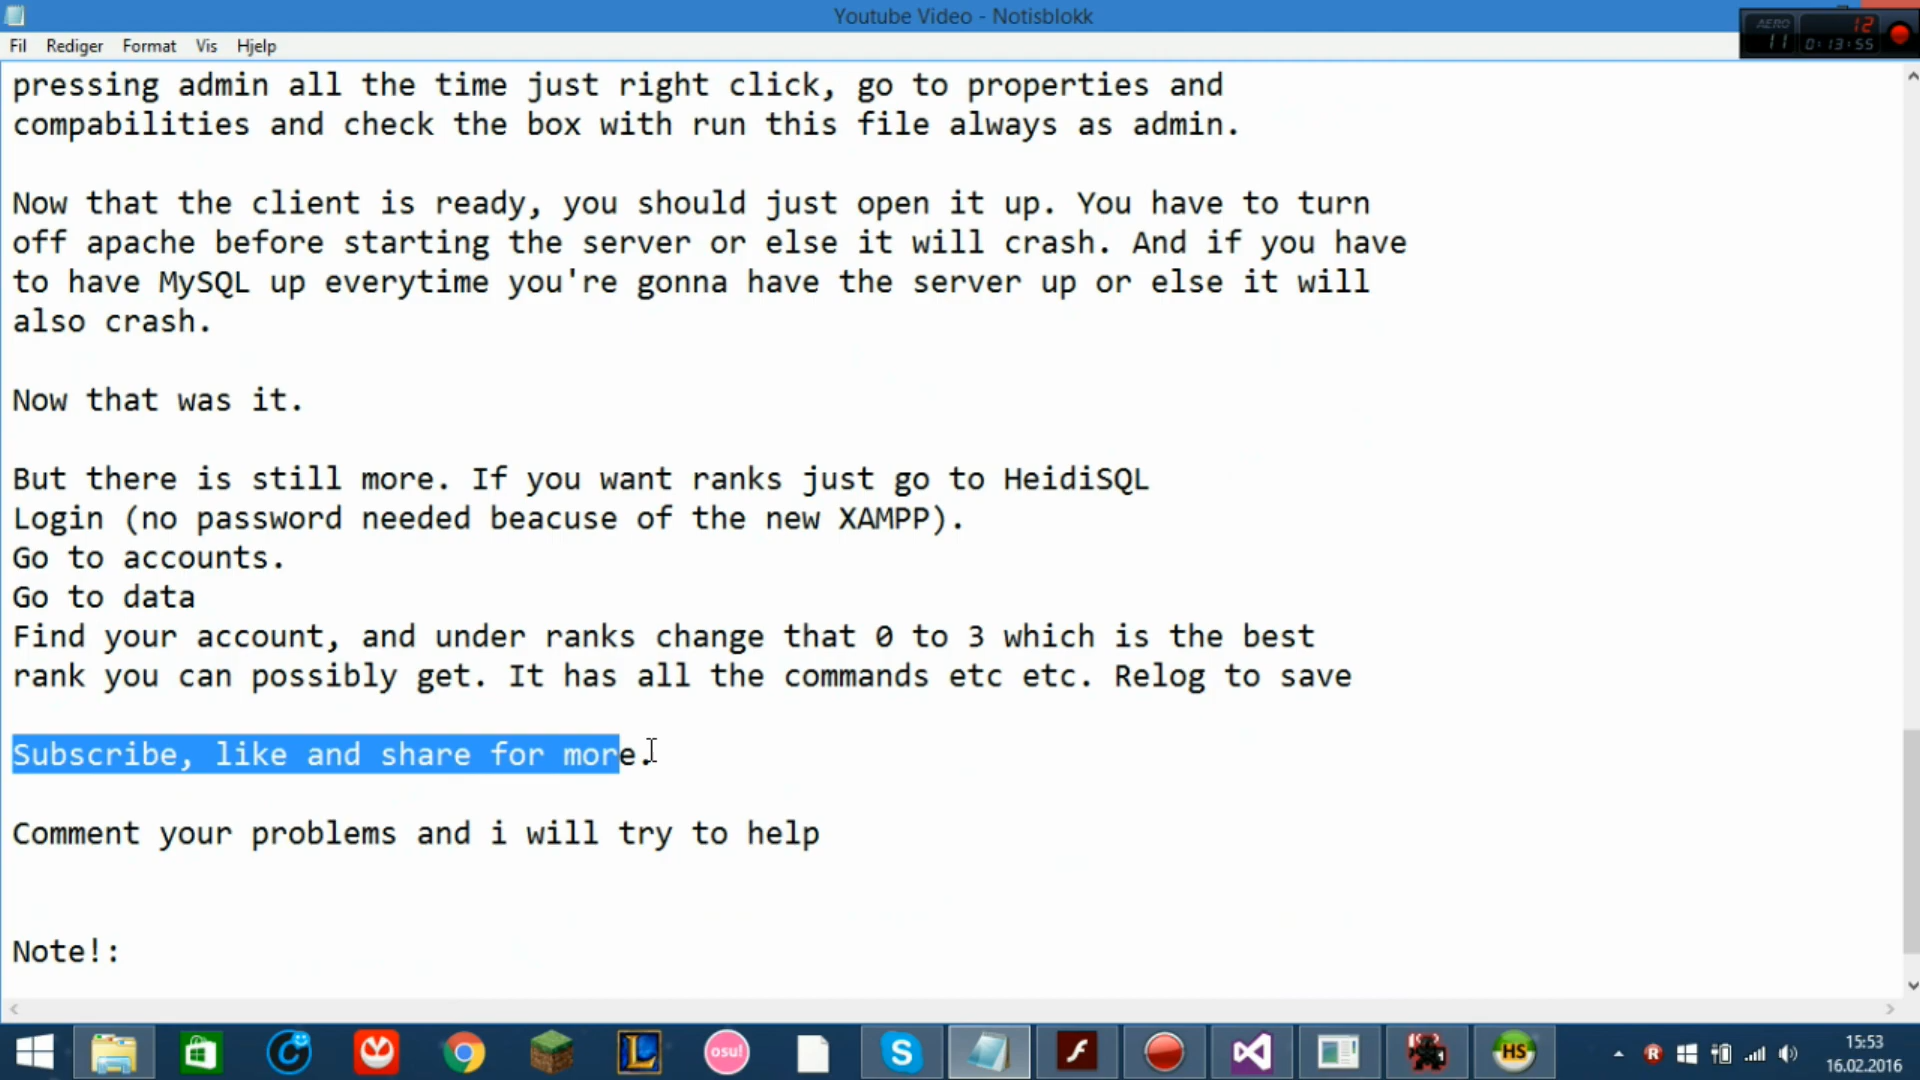 Youtube Video - Notisblokk
AERO
11
12
0:13:55
Fil Rediger Format Vis Hjelp
pressing admin all the time just right click, go to properties and
compabilities and check the box with run this file always as admin.
Now that the client is ready, you should just open it up. You have to turn
off apache before starting the server or else it will crash. And if you have
to have MySQL up everytime you're gonna have the server up or else it will
also crash.
Now that was it.
But there is still more. If you want ranks just go to HeidiSQL
Login (no password needed beacuse of the new XAMPP).
Go to accounts.
Go to data
Find your account, and under ranks change that 0 to 3 which is the best
rank you can possibly get. It has all the commands etc etc. Relog to save
Subscribe, like and share for more.
Comment your problems and i will try to help
Note!:
osu!
HS
15:53
16.02.2016